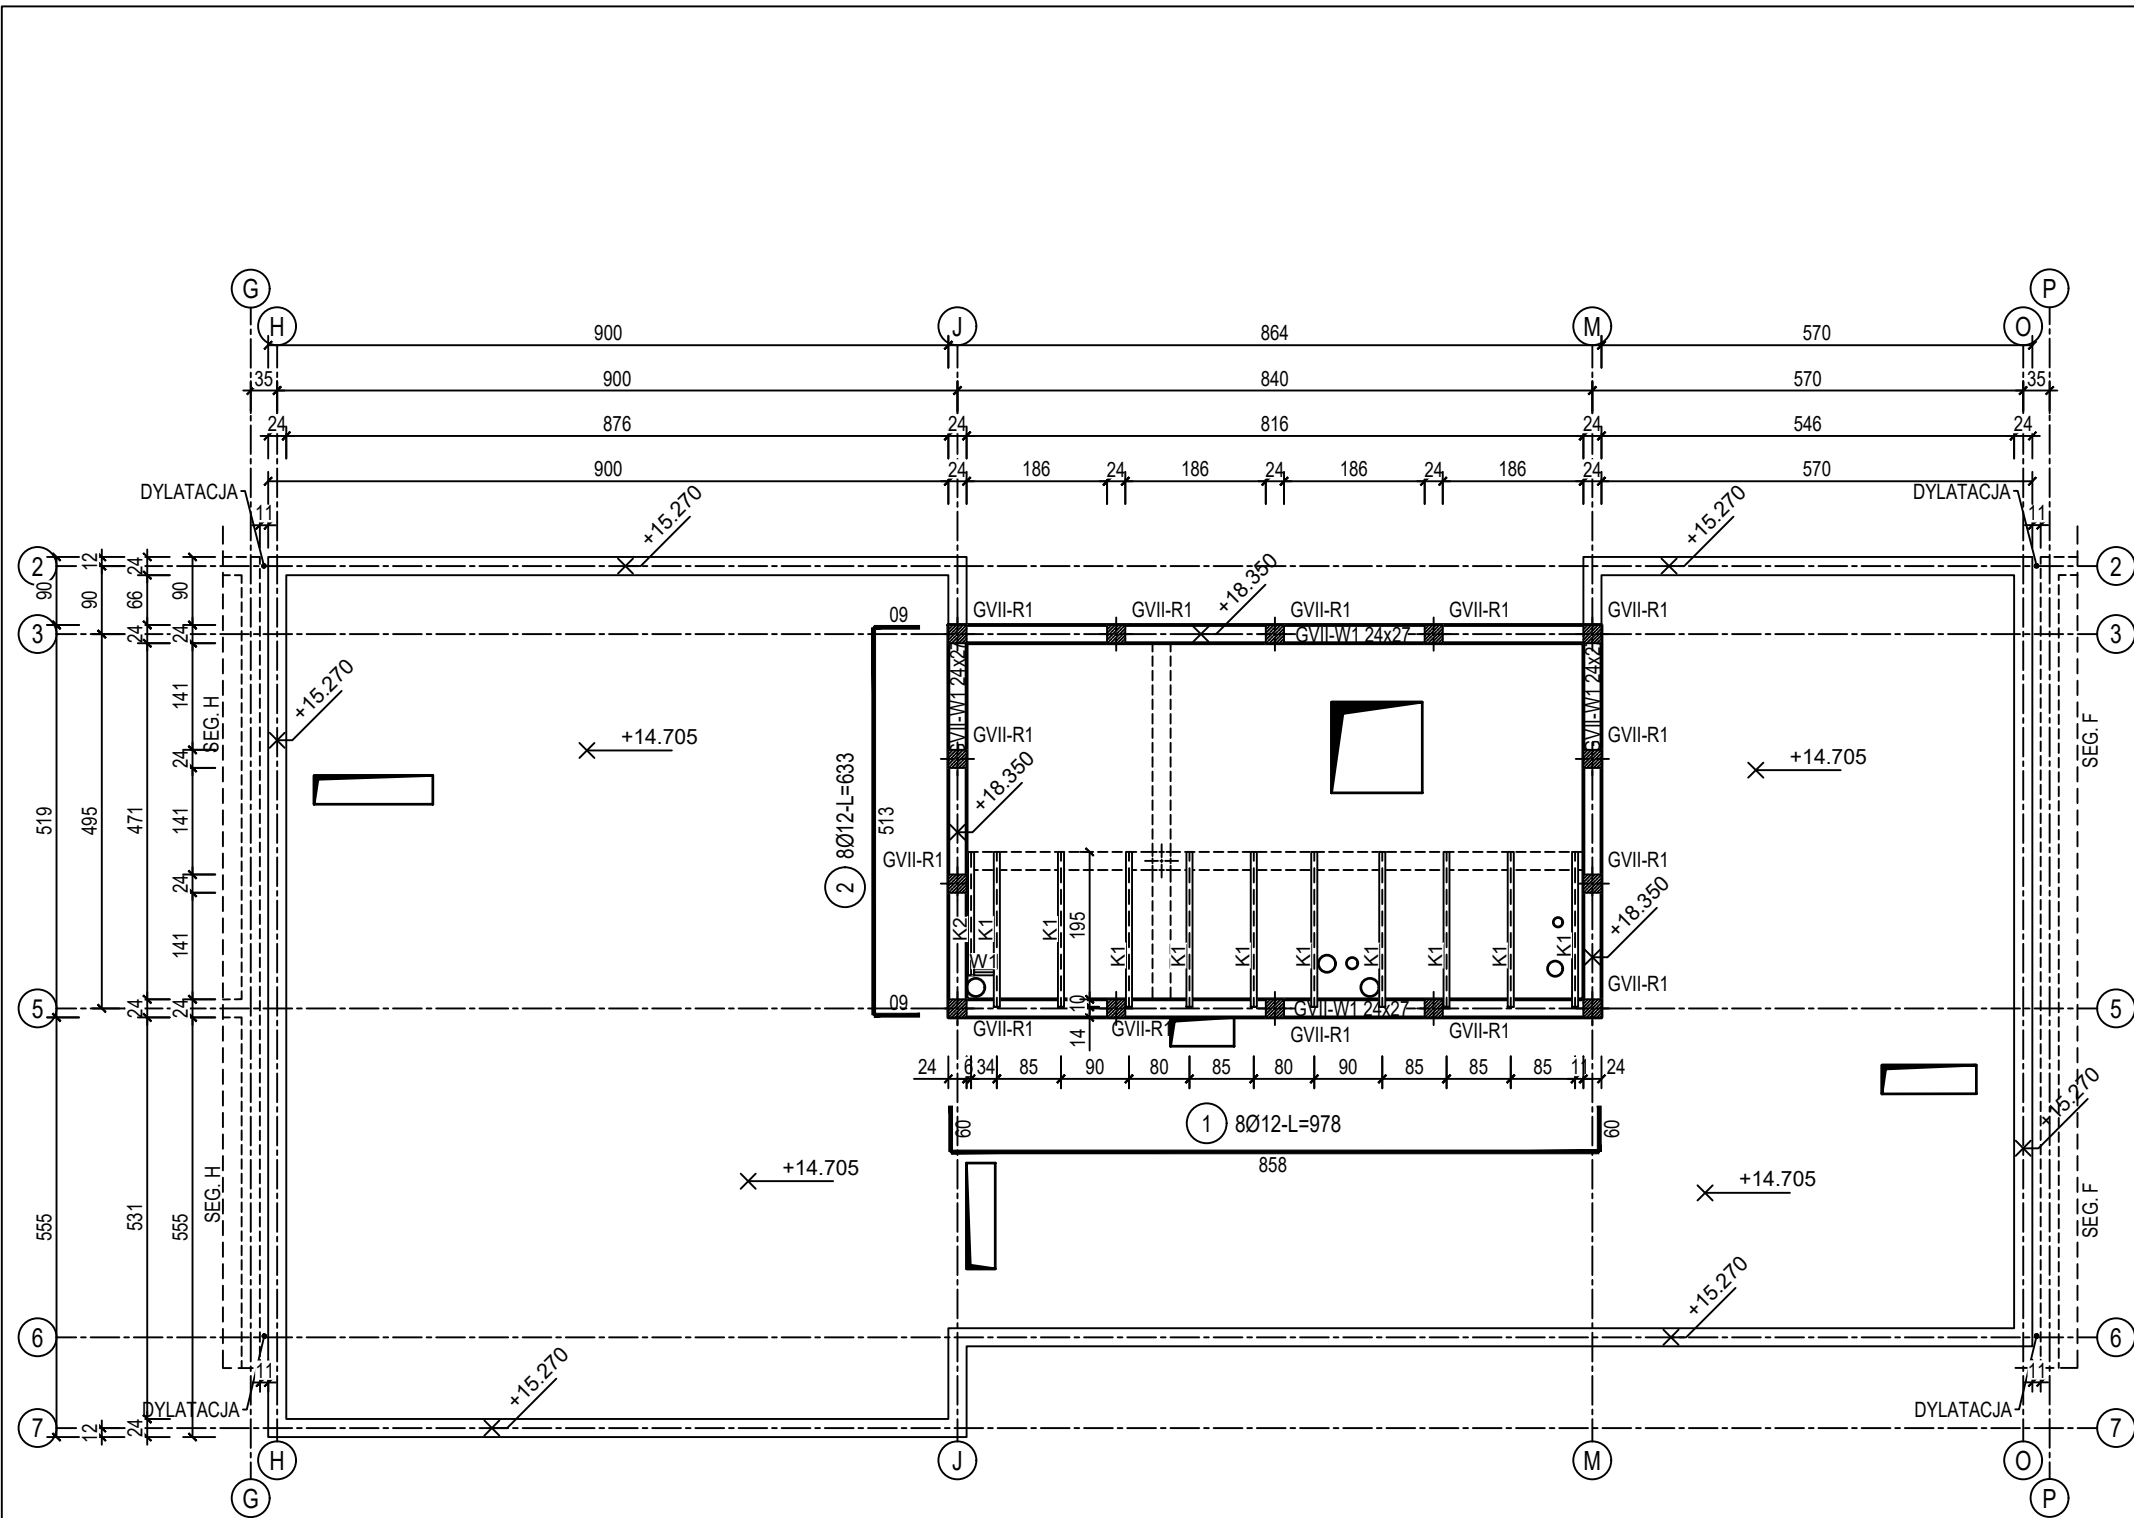 G
P
H
J
M
O
900
864
570
35
900
840
570
35
24
876
24
816
24
546
24
900
24
186
24
186
24
186
24
186
24
570
DYLATACJA
DYLATACJA
11
11
+15.270
+15.270
+18.350
2
90
12
90
24
66
90
2
3
24
24
3
09
GVII-R1
GVII-R1
GVII-R1
GVII-R1
GVII-R1
GVII-W1 24x27
GVII-W1 24x27
GVII-W1 24x27
+15.270
SEG. H
141
24
+14.705
GVII-R1
GVII-R1
+14.705
SEG. F
519
495
471
141
2
8Ø12-L=633
513
+18.350
GVII-R1
GVII-R1
24
+18.350
141
K2
K1
K1
195
K1
K1
K1
K1
K1
K1
K1
K1
W1
GVII-R1
5
24
24
09
10
GVII-W1 24x27
5
14
GVII-R1
GVII-R1
GVII-R1
GVII-R1
24
6
34
85
90
80
85
80
90
85
85
85
11
24
+15.270
60
1
8Ø12-L=978
60
858
+14.705
+14.705
555
531
555
SEG. H
SEG. F
+15.270
6
6
+15.270
11
11
DYLATACJA
DYLATACJA
7
12
24
7
H
J
M
O
G
P